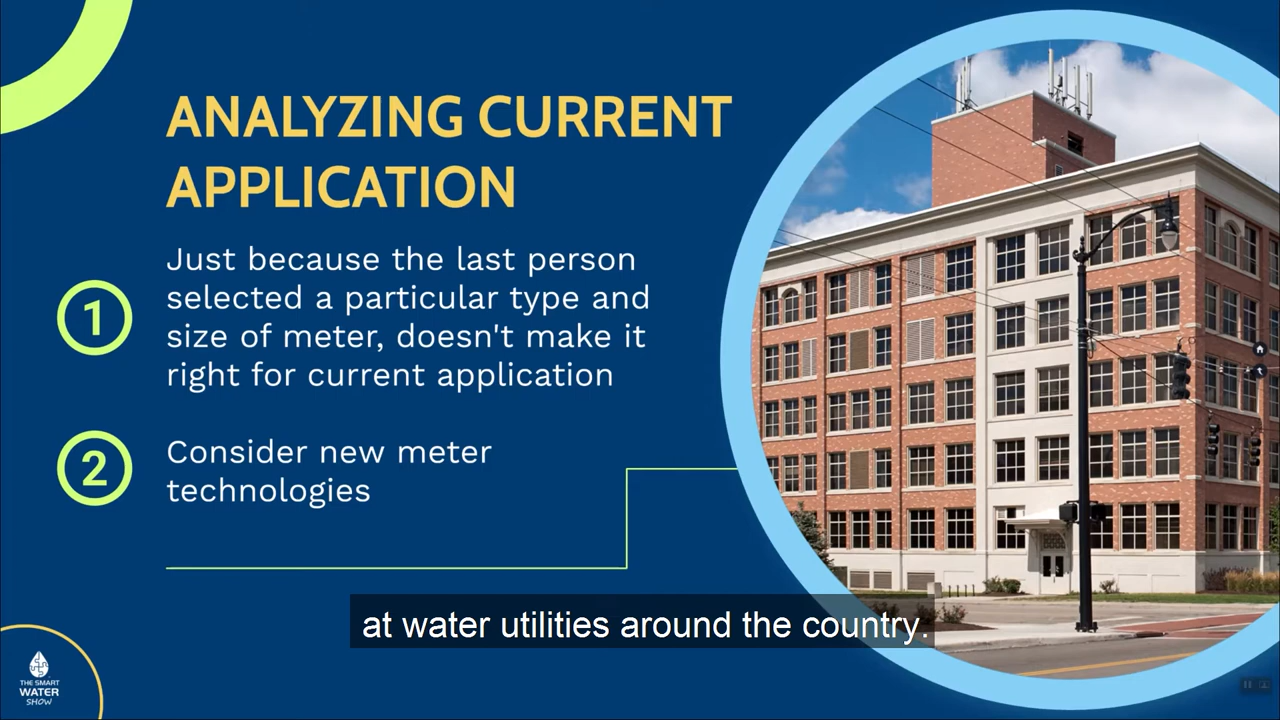 ANALYZING CURRENT
APPLICATION
1
Just because the last person
selected a particular type and
size of meter, doesn't make it
right for current application
2
Consider new meter
technologies
at water utilities around the country.
THE SMART
WATER
SHOW